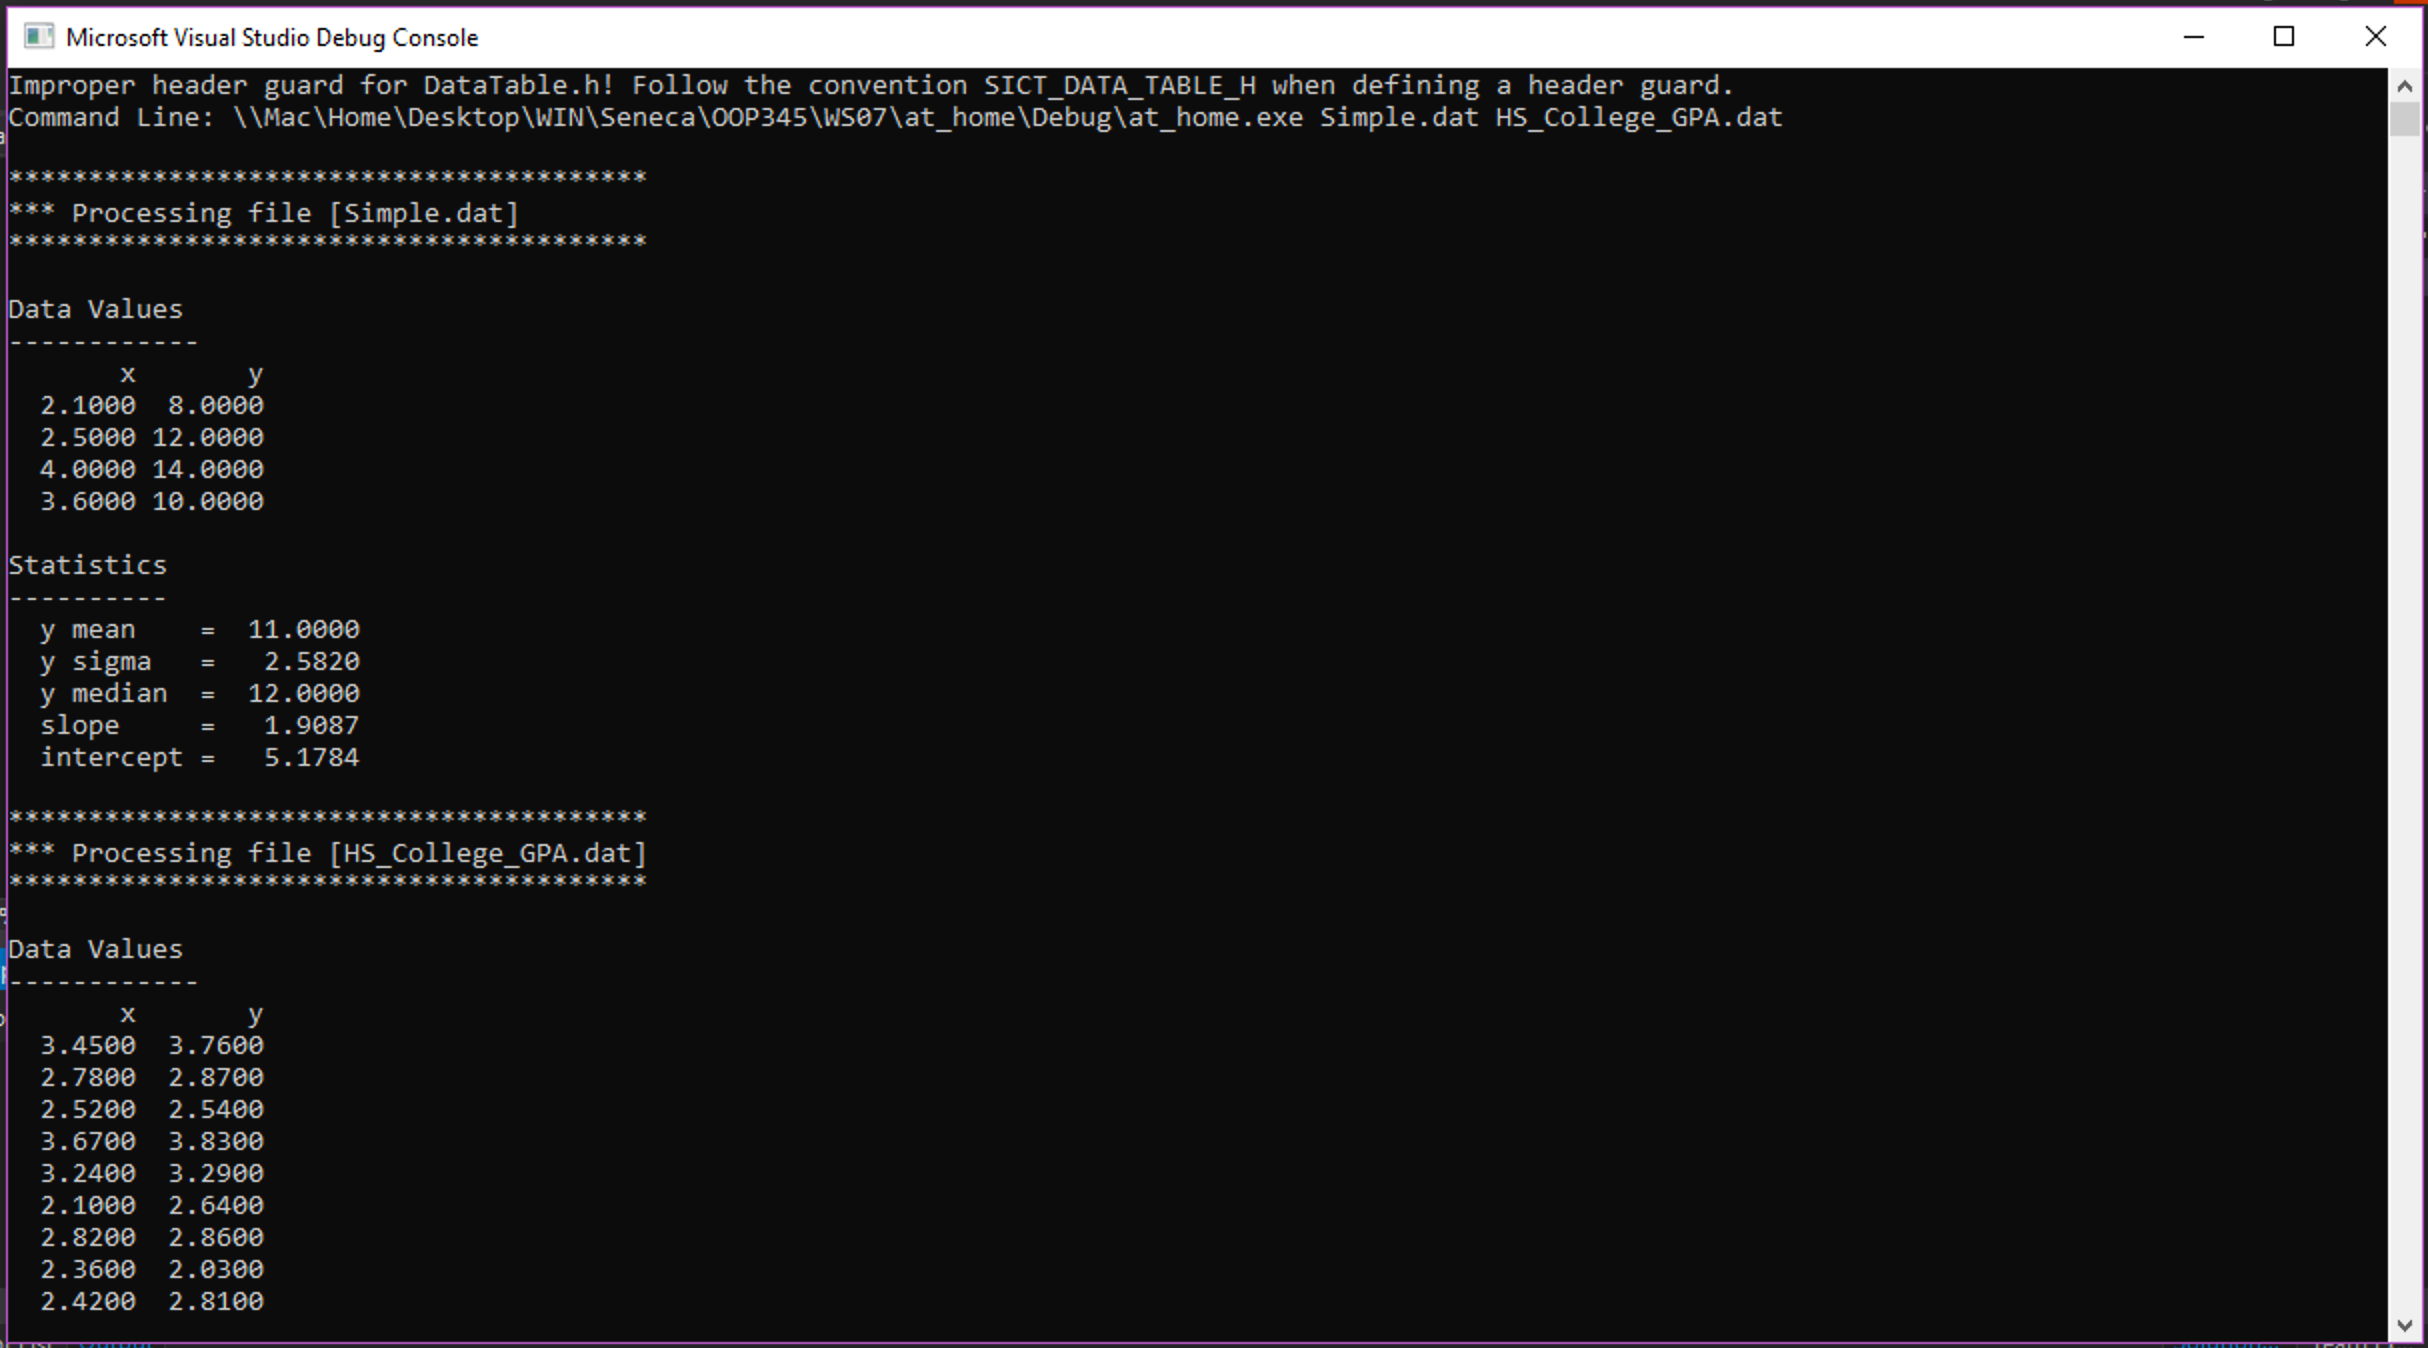 Microsoft Visual Studio Debug Console
Improper header guard for DataTable.h! Follow the convention SICT_DATA_TABLE_H when defining a header guard.
Command Line: \\Mac\Home\Desktop\WIN\Seneca\OOP345\WS07\at_home\Debug\at_home.exe Simple.dat HS_College_GPA.dat
****************************************
*** Processing file [Simple.dat]
****************************************
Data Values
------------
x y
2.1000 8.0000
2.5000 12.0000
4.0000 14.0000
3.6000 10.0000
Statistics
----------
y mean = 11.0000
y sigma = 2.5820
y median = 12.0000
slope = 1.9087
intercept = 5.1784
****************************************
*** Processing file [HS_College_GPA.dat]
****************************************
Data Values
------------
x y
3.4500 3.7600
2.7800 2.8700
2.5200 2.5400
3.6700 3.8300
3.2400 3.2900
2.1000 2.6400
2.8200 2.8600
2.3600 2.0300
2.4200 2.8100